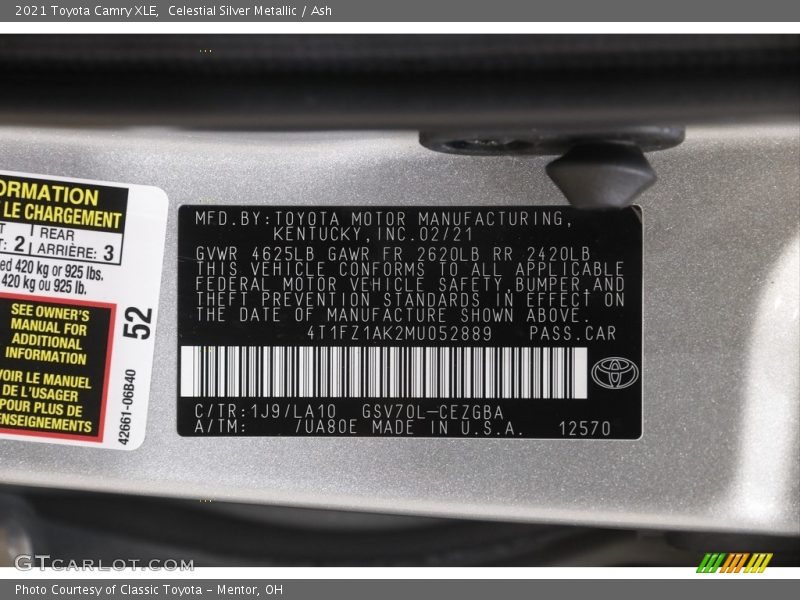 2021 Toyota Camry XLE, Celestial Silver Metallic / Ash
ORMATION
LE CHARGEMENT
REAR
2 ARRIÈRE: 3
ed 420 kg or 925 lbs.
420 kg ou 925 lb.
SEE OWNER'S
MANUAL FOR
ADDITIONAL
INFORMATION
VOIR LE MANUEL
DE L'USAGER
POUR PLUS DE
ENSEIGNEMENTS
52
42661-06B40
MFD.BY:TOYOTA MOTOR MANUFACTURING,
KENTUCKY,INC.02/21
GVWR 4625LB GAWR FR 2620LB RR 2420LB
THIS VEHICLE CONFORMS TO ALL APPLICABLE
FEDERAL MOTOR VEHICLE SAFETY,BUMPER,AND
THEFT PREVENTION STANDARDS IN EFFECT ON
THE DATE OF MANUFACTURE SHOWN ABOVE.
4T1FZ1AK2MU052889 PASS.CAR
C/TR:1J9/LA10 GSV70L-CEZGBA
A/TM: /UA80E MADE IN U.S.A. 12570
GTCARLOT.COM
Photo Courtesy of Classic Toyota - Mentor, OH